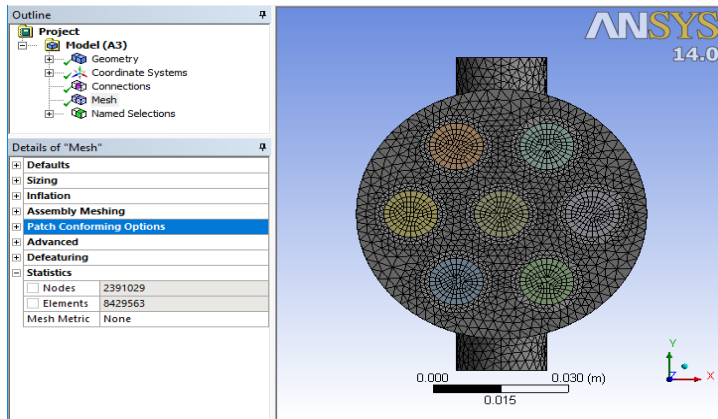 Outline
Project
Model (A3)
Geometry
Coordinate Systems
Connections
Mesh
Named Selections
Details of "Mesh"
Defaults
Sizing
Inflation
Assembly Meshing
Patch Conforming Options
Advanced
Defeaturing
Statistics
Nodes 2391029
Elements 8429563
Mesh Metric None
ANSYS
14.0
0.000 0.030 (m)
0.015
Y
Z X